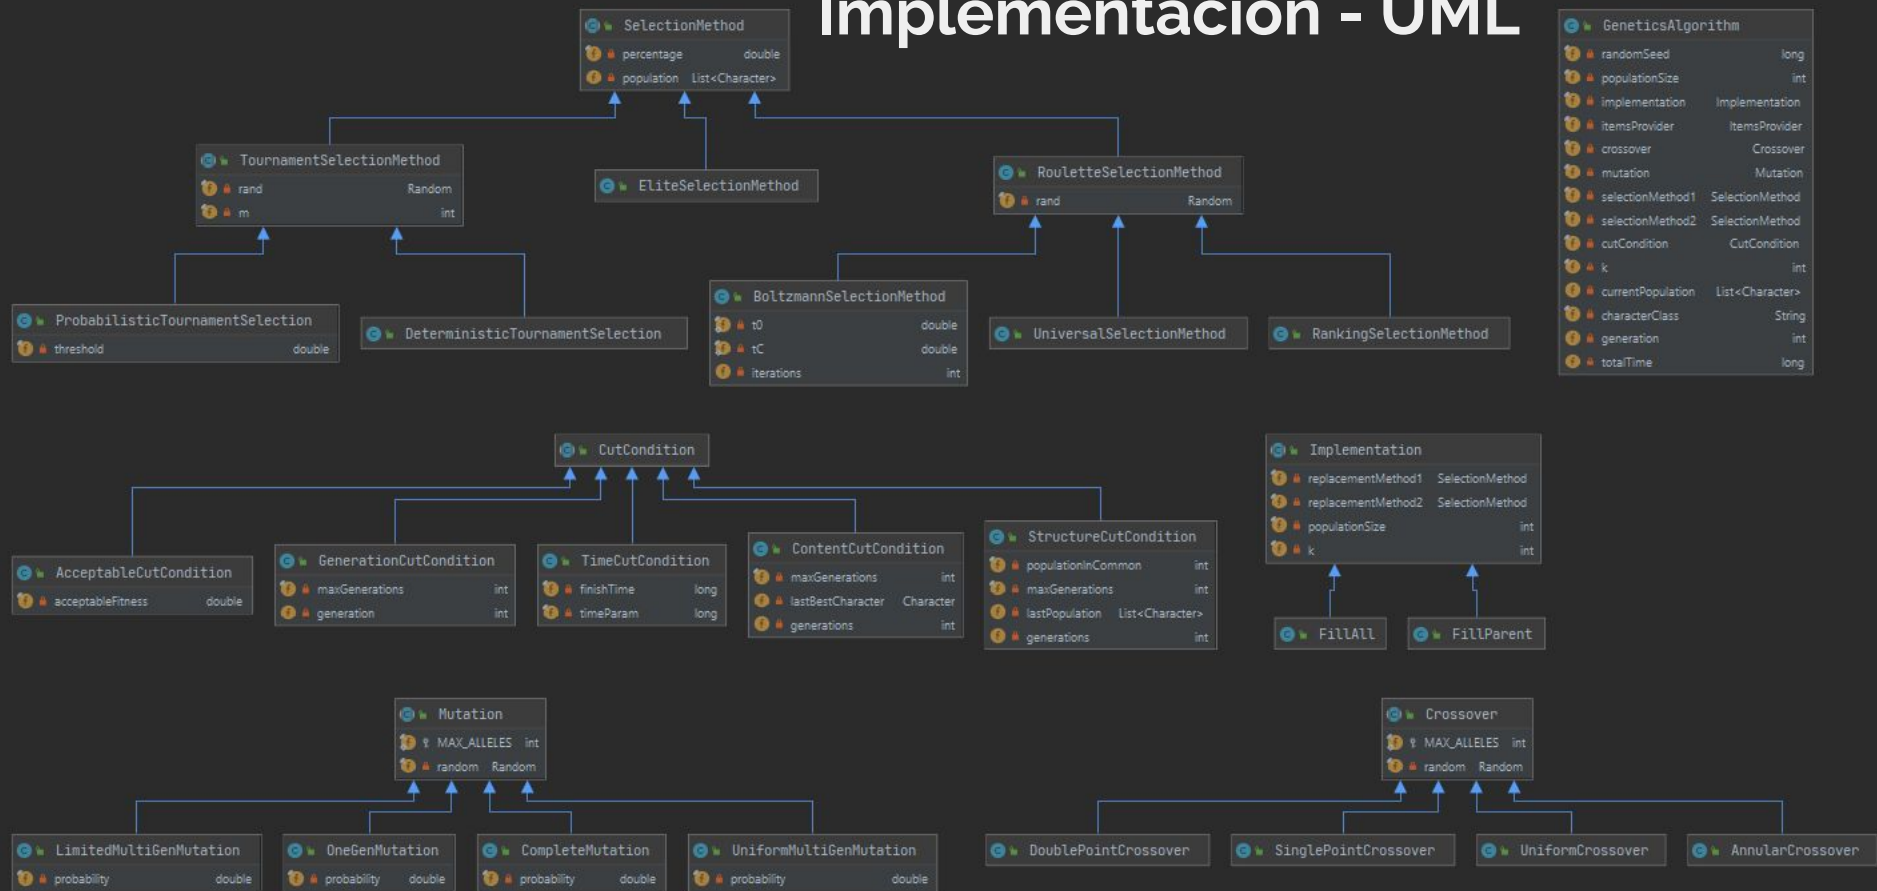 Implementación - UML
SelectionMethod
percentage double
population List<Character>
GeneticsAlgorithm
randomSeed long
populationSize int
implementation Implementation
itemsProvider ItemsProvider
crossover Crossover
mutation Mutation
selectionMethod1 SelectionMethod
selectionMethod2 SelectionMethod
cutCondition CutCondition
k int
currentPopulation List<Character>
characterClass String
generation int
totalTime long
TournamentSelectionMethod
rand Random
m int
EliteSelectionMethod
RouletteSelectionMethod
rand Random
ProbabilisticTournamentSelection
threshold double
DeterministicTournamentSelection
BoltzmannSelectionMethod
t0 double
tC double
iterations int
UniversalSelectionMethod
RankingSelectionMethod
CutCondition
AcceptableCutCondition
acceptableFitness double
GenerationCutCondition
maxGenerations int
generation int
TimeCutCondition
finishTime long
timeParam long
ContentCutCondition
maxGenerations int
lastBestCharacter Character
generations int
StructureCutCondition
populationInCommon int
maxGenerations int
lastPopulation List<Character>
generations int
Implementation
replacementMethod1 SelectionMethod
replacementMethod2 SelectionMethod
populationSize int
k int
FillAll
FillParent
Mutation
MAX_ALLELES int
random Random
LimitedMultiGenMutation
probability double
OneGenMutation
probability double
CompleteMutation
probability double
UniformMultiGenMutation
probability double
Crossover
MAX_ALLELES int
random Random
DoublePointCrossover
SinglePointCrossover
UniformCrossover
AnnularCrossover